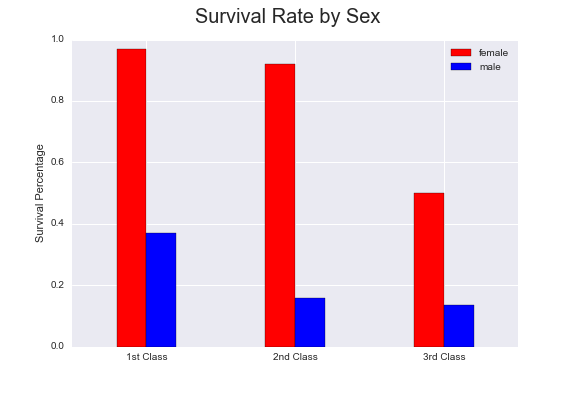 Survival Rate by Sex
1.0
female
male
0.8
0.6
Survival Percentage
0.4
0.2
0.0
1st Class
2nd Class
3rd Class